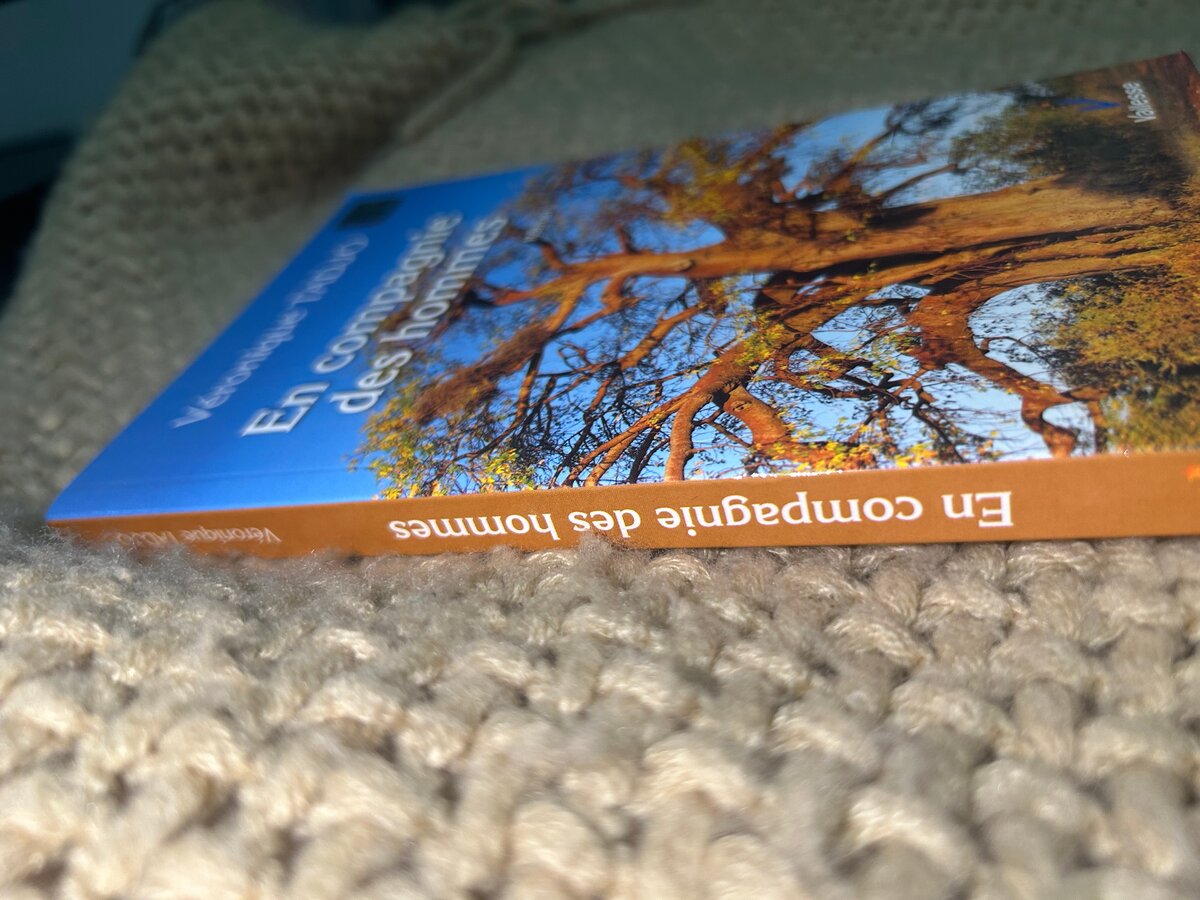 Véronique TADJO
En compagnie
des hommes
Valesse
En compagnie des hommes
Véronique TADJO